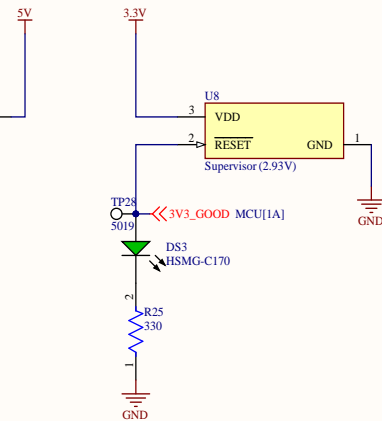 5V
3.3V
U8
3
VDD
2
RESET
GND
1
Supervisor (2.93V)
TP28
3V3_GOOD MCU[1A]
5019
GND
DS3
HSMG-C170
2
R25
330
1
GND